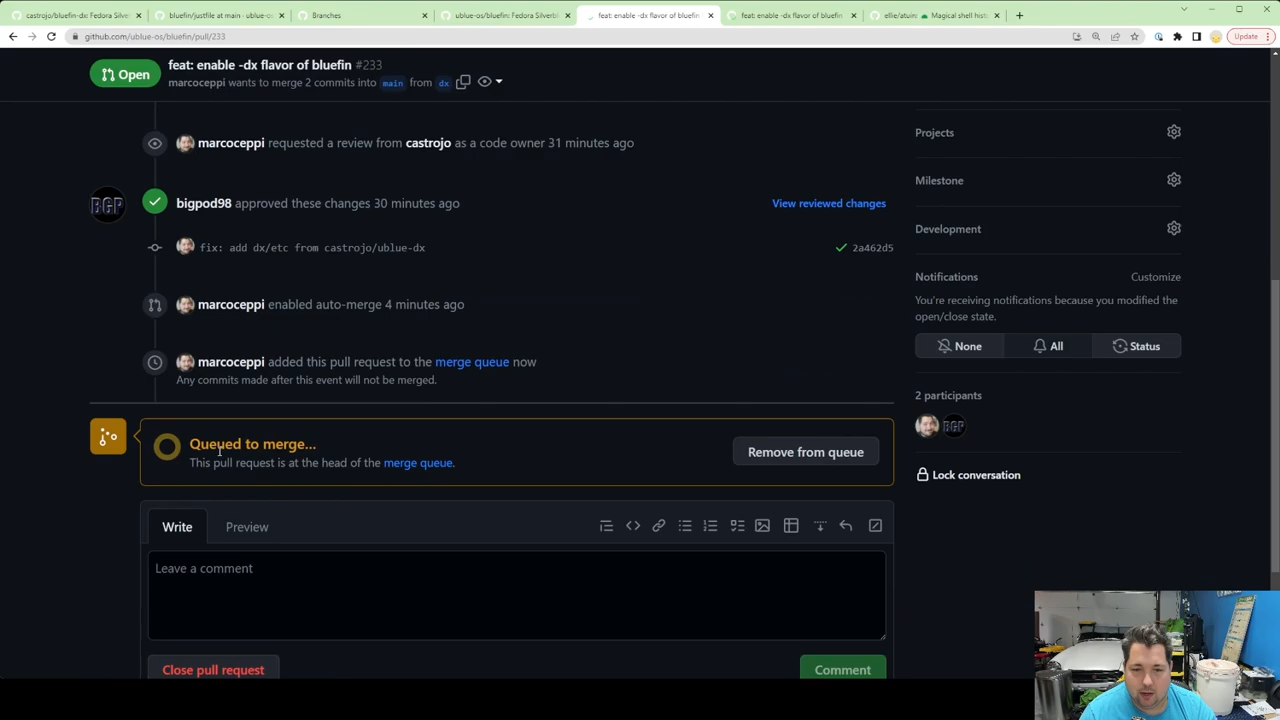 castrojo/bluefin-dx: Fedora Silver
bluefin/justfile at main · ublue-os
Branches
ublue-os/bluefin: Fedora Silverbl
feat: enable -dx flavor of bluefin
feat: enable -dx flavor of bluefin
ellie/atuin: Magical shell hist
github.com/ublue-os/bluefin/pull/233
Update
Open
feat: enable -dx flavor of bluefin #233
marcoceppi wants to merge 2 commits into main from dx
marcoceppi requested a review from castrojo as a code owner 31 minutes ago
BGP
bigpod98 approved these changes 30 minutes ago
View reviewed changes
fix: add dx/etc from castrojo/ublue-dx
2a462d5
marcoceppi enabled auto-merge 4 minutes ago
marcoceppi added this pull request to the merge queue now
Any commits made after this event will not be merged.
Queued to merge...
This pull request is at the head of the merge queue.
Remove from queue
Write
Preview
Leave a comment
Close pull request
Comment
Projects
Milestone
Development
Notifications
Customize
You're receiving notifications because you modified the
open/close state.
None
All
Status
2 participants
BGP
Lock conversation